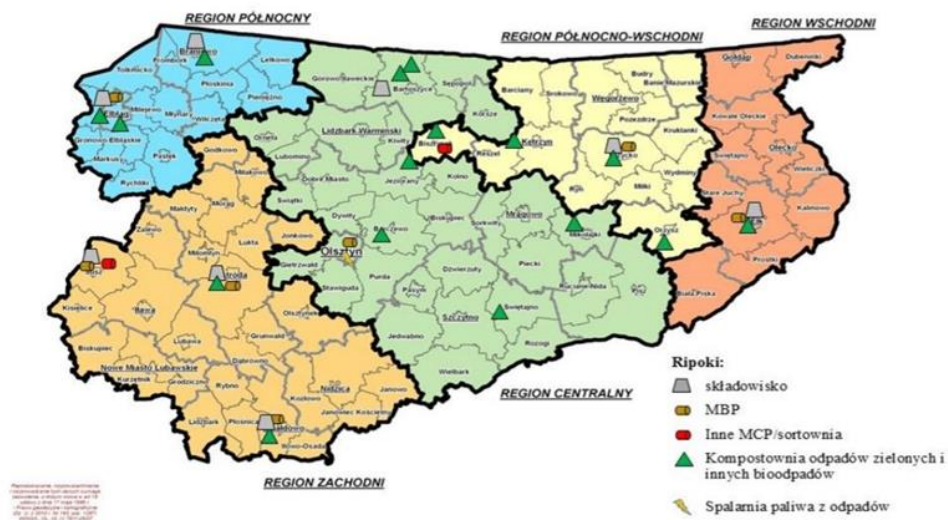 REGION PÓŁNOCNY
REGION WSCHODNI
REGION PÓŁNOCNO-WSCHODNI
Braniewo
Frombork
Lelkowo
Tolkmicko
Płoskinia
Pieniężno
Milejewo
Młynary
Wilczęta
Elbląg
Gronowo Elbląskie
Markusy
Pasłęk
Rychliki
Godkowo
Górowo Iławeckie
Bartoszyce
Sępopol
Korsze
Orneta
Lidzbark Warmiński
Kiwity
Lubomino
Dobre Miasto
Jeziorany
Kolno
Reszel
Świątki
Dywity
Biskupiec
Sorkwity
Mrągowo
Mikołajki
Barczewo
Jonkowo
Gietrzwałd
Olsztyn
Stawiguda
Purda
Pasym
Dźwierzuty
Piecki
Ruciane-Nida
Pisz
Szczytno
Świętajno
Jedwabno
Rozogi
Wielbark
Barciany
Srokowo
Węgorzewo
Budry
Banie Mazurskie
Pozezdrze
Kruklanki
Kętrzyn
Giżycko
Wydminy
Ryn
Miłki
Orzysz
Gołdap
Dubeninki
Kowale Oleckie
Olecko
Świętajno
Wieliczki
Stare Juchy
Kalinowo
Ełk
Prostki
Biała Piska
Miłakowo
Małdyty
Morąg
Zalewo
Łukta
Miłomłyn
Ostróda
Susz
Kisielice
Iława
Olsztynek
Lubawa
Grunwald
Biskupiec
Dąbrówno
Nowe Miasto Lubawskie
Kurzętnik
Grodziczno
Rybno
Nidzica
Kozłowo
Janowo
Janowiec Kościelny
Lidzbark
Płośnica
Działdowo
Iłowo-Osada
REGION CENTRALNY
REGION ZACHODNI
Ripoki:
składowisko
MBP
Inne MCP/sortownia
Kompostownia odpadów zielonych i
innych bioodpadów
Spalarnia paliwa z odpadów